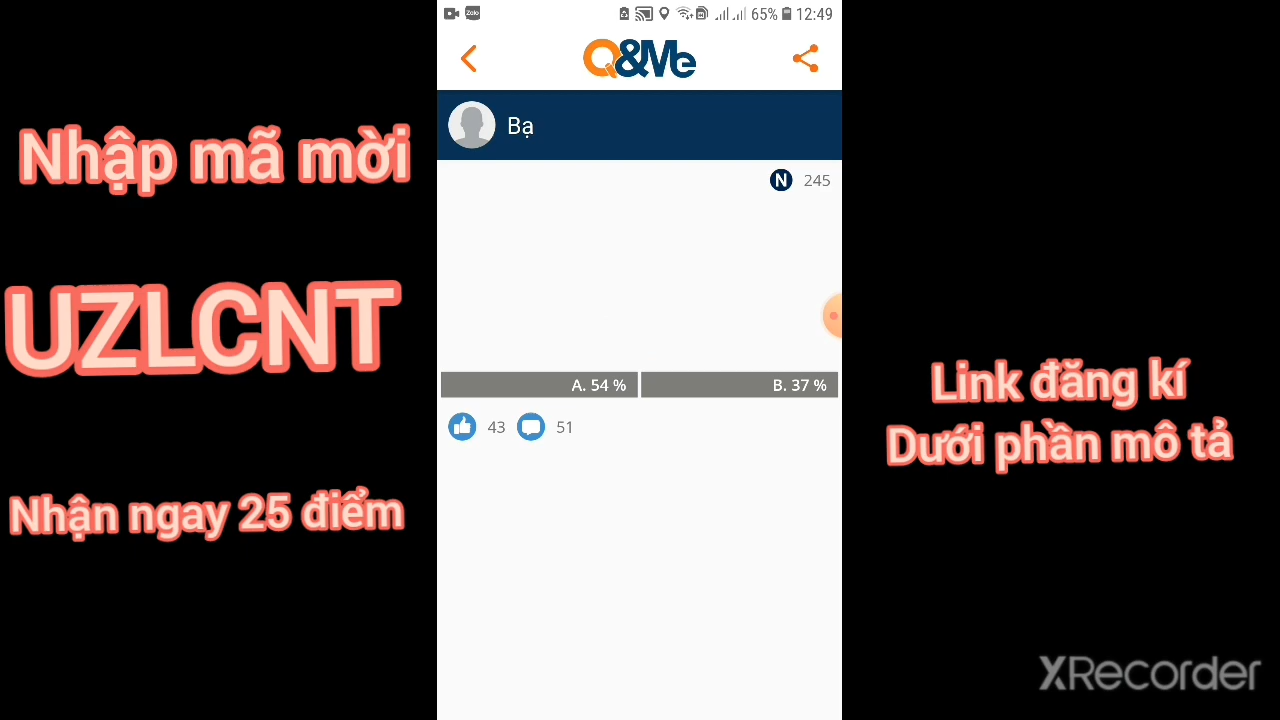 Zalo
65% 12:49
Q&Me
Bạ
N 245
A. 54 % B. 37 %
43 51
Nhập mã mời
UZLCNT
Nhận ngay 25 điểm
Link đăng kí
Dưới phần mô tả
XRecorder